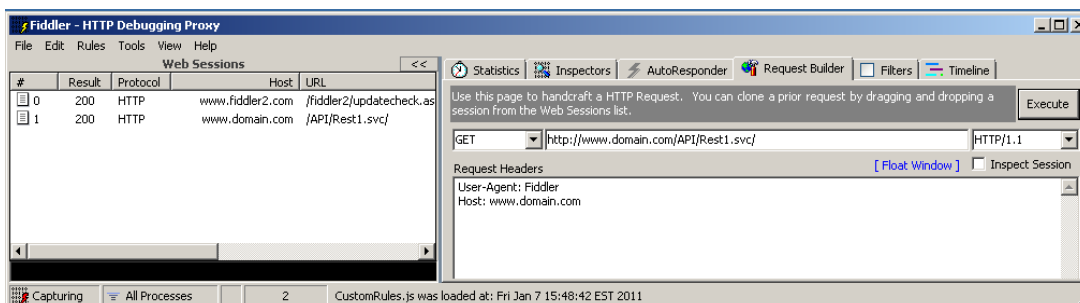 Fiddler - HTTP Debugging Proxy
File Edit Rules Tools View Help
Web Sessions <<
# Result Protocol Host URL
0 200 HTTP www.fiddler2.com /fiddler2/updatecheck.as
1 200 HTTP www.domain.com /API/Rest1.svc/
Statistics Inspectors AutoResponder Request Builder Filters Timeline
Use this page to handcraft a HTTP Request. You can clone a prior request by dragging and dropping a
session from the Web Sessions list.
Execute
GET http://www.domain.com/API/Rest1.svc/ HTTP/1.1
Request Headers [ Float Window ] Inspect Session
User-Agent: Fiddler
Host: www.domain.com
Capturing All Processes 2 CustomRules.js was loaded at: Fri Jan 7 15:48:42 EST 2011